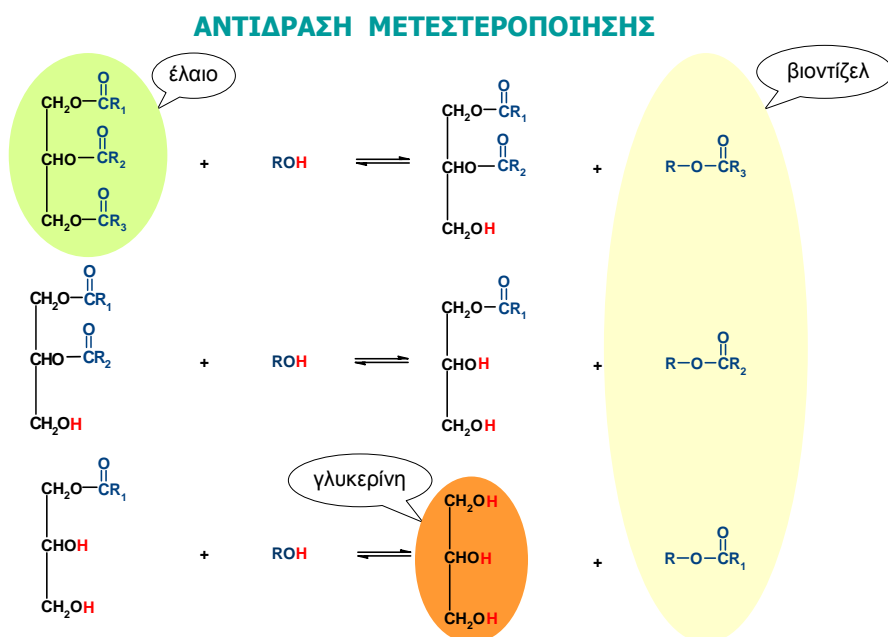 ΑΝΤΙΔΡΑΣΗ ΜΕΤΕΣΤΕΡΟΠΟΙΗΣΗΣ
έλαιο
βιοντίζελ
O
CH₂O—CR₁
O
CHO—CR₂
O
CH₂O—CR₃
+
ROH
O
CH₂O—CR₁
O
CHO—CR₂
CH₂OH
+
O
R—O—CR₃
O
CH₂O—CR₁
O
CHO—CR₂
CH₂OH
+
ROH
O
CH₂O—CR₁
CHOH
CH₂OH
+
O
R—O—CR₂
γλυκερίνη
O
CH₂O—CR₁
CHOH
CH₂OH
+
ROH
CH₂OH
CHOH
CH₂OH
+
O
R—O—CR₁